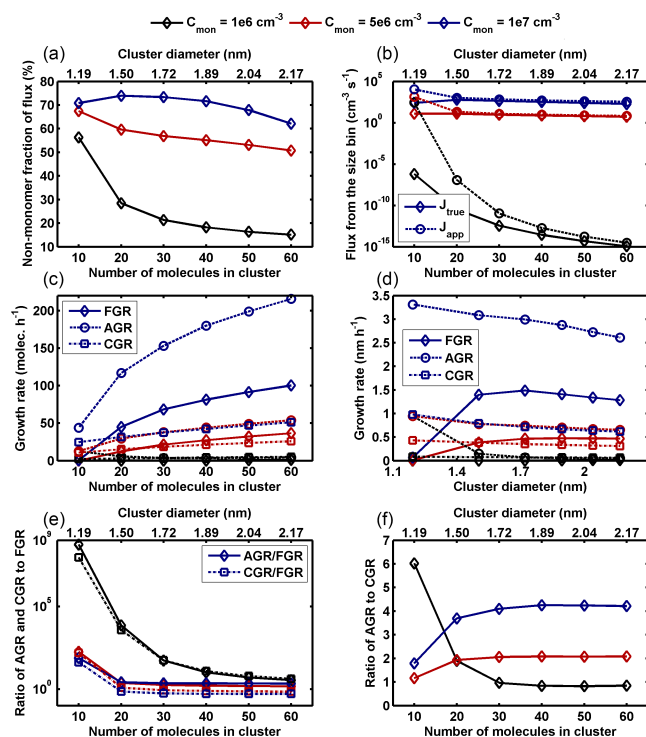 C_mon = 1e6 cm⁻³ C_mon = 5e6 cm⁻³ C_mon = 1e7 cm⁻³
(a) Cluster diameter (nm)
1.19 1.50 1.72 1.89 2.04 2.17
Non-monomer fraction of flux (%)
80
70
60
50
40
30
20
10
10 20 30 40 50 60
Number of molecules in cluster
(b) Cluster diameter (nm)
1.19 1.50 1.72 1.89 2.04 2.17
Flux from the size bin (cm⁻³ s⁻¹)
10⁵
10⁰
10⁻⁵
10⁻¹⁰
10⁻¹⁵
J_true
J_app
10 20 30 40 50 60
Number of molecules in cluster
(c)
Growth rate (molec. h⁻¹)
200
150
100
50
0
FGR
AGR
CGR
10 20 30 40 50 60
Number of molecules in cluster
(d)
Growth rate (nm h⁻¹)
3.5
3
2.5
2
1.5
1
0.5
0
FGR
AGR
CGR
1.1 1.4 1.7 2
Cluster diameter (nm)
(e) Cluster diameter (nm)
1.19 1.50 1.72 1.89 2.04 2.17
Ratio of AGR and CGR to FGR
10⁹
10⁵
10⁰
AGR/FGR
CGR/FGR
10 20 30 40 50 60
Number of molecules in cluster
(f) Cluster diameter (nm)
1.19 1.50 1.72 1.89 2.04 2.17
Ratio of AGR to CGR
7
6
5
4
3
2
1
0
10 20 30 40 50 60
Number of molecules in cluster